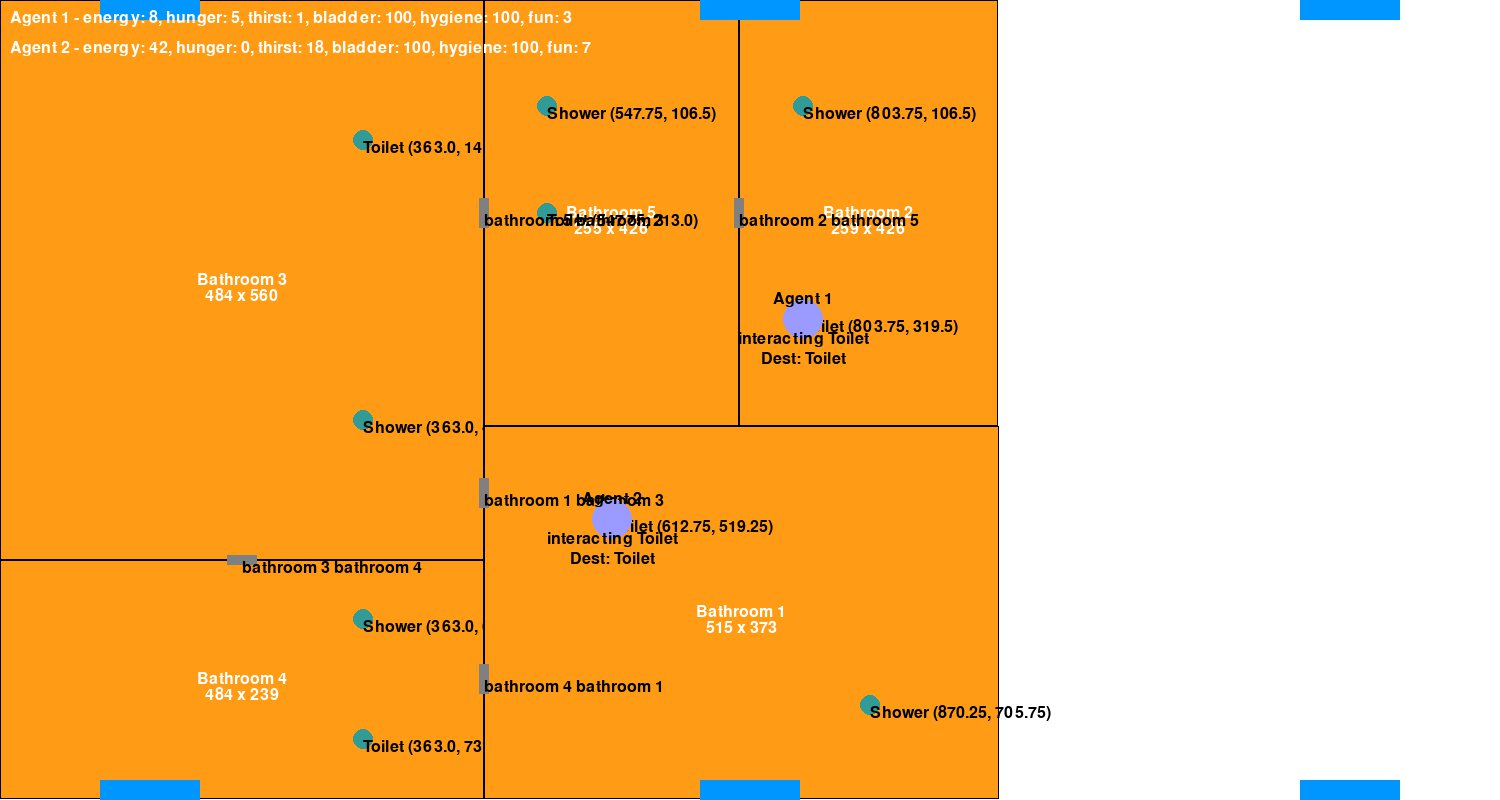 Agent 1 - energy: 8, hunger: 5, thirst: 1, bladder: 100, hygiene: 100, fun: 3
Agent 2 - energy: 42, hunger: 0, thirst: 18, bladder: 100, hygiene: 100, fun: 7
Shower (547.75, 106.5)
Shower (803.75, 106.5)
Toilet (363.0, 14
Bathroom 5
255 x 426
Bathroom 2
259 x 426
bathroom 5 bathroom 3
Toilet (547.75, 213.0)
bathroom 2 bathroom 5
Bathroom 3
484 x 560
Agent 1
ilet (803.75, 319.5)
interacting Toilet
Dest: Toilet
Shower (363.0,
bathroom 1 bathroom 3
Agent 2
ilet (612.75, 519.25)
interacting Toilet
Dest: Toilet
bathroom 3 bathroom 4
Bathroom 1
515 x 373
Shower (363.0,
Bathroom 4
484 x 239
bathroom 4 bathroom 1
Shower (870.25, 705.75)
Toilet (363.0, 73